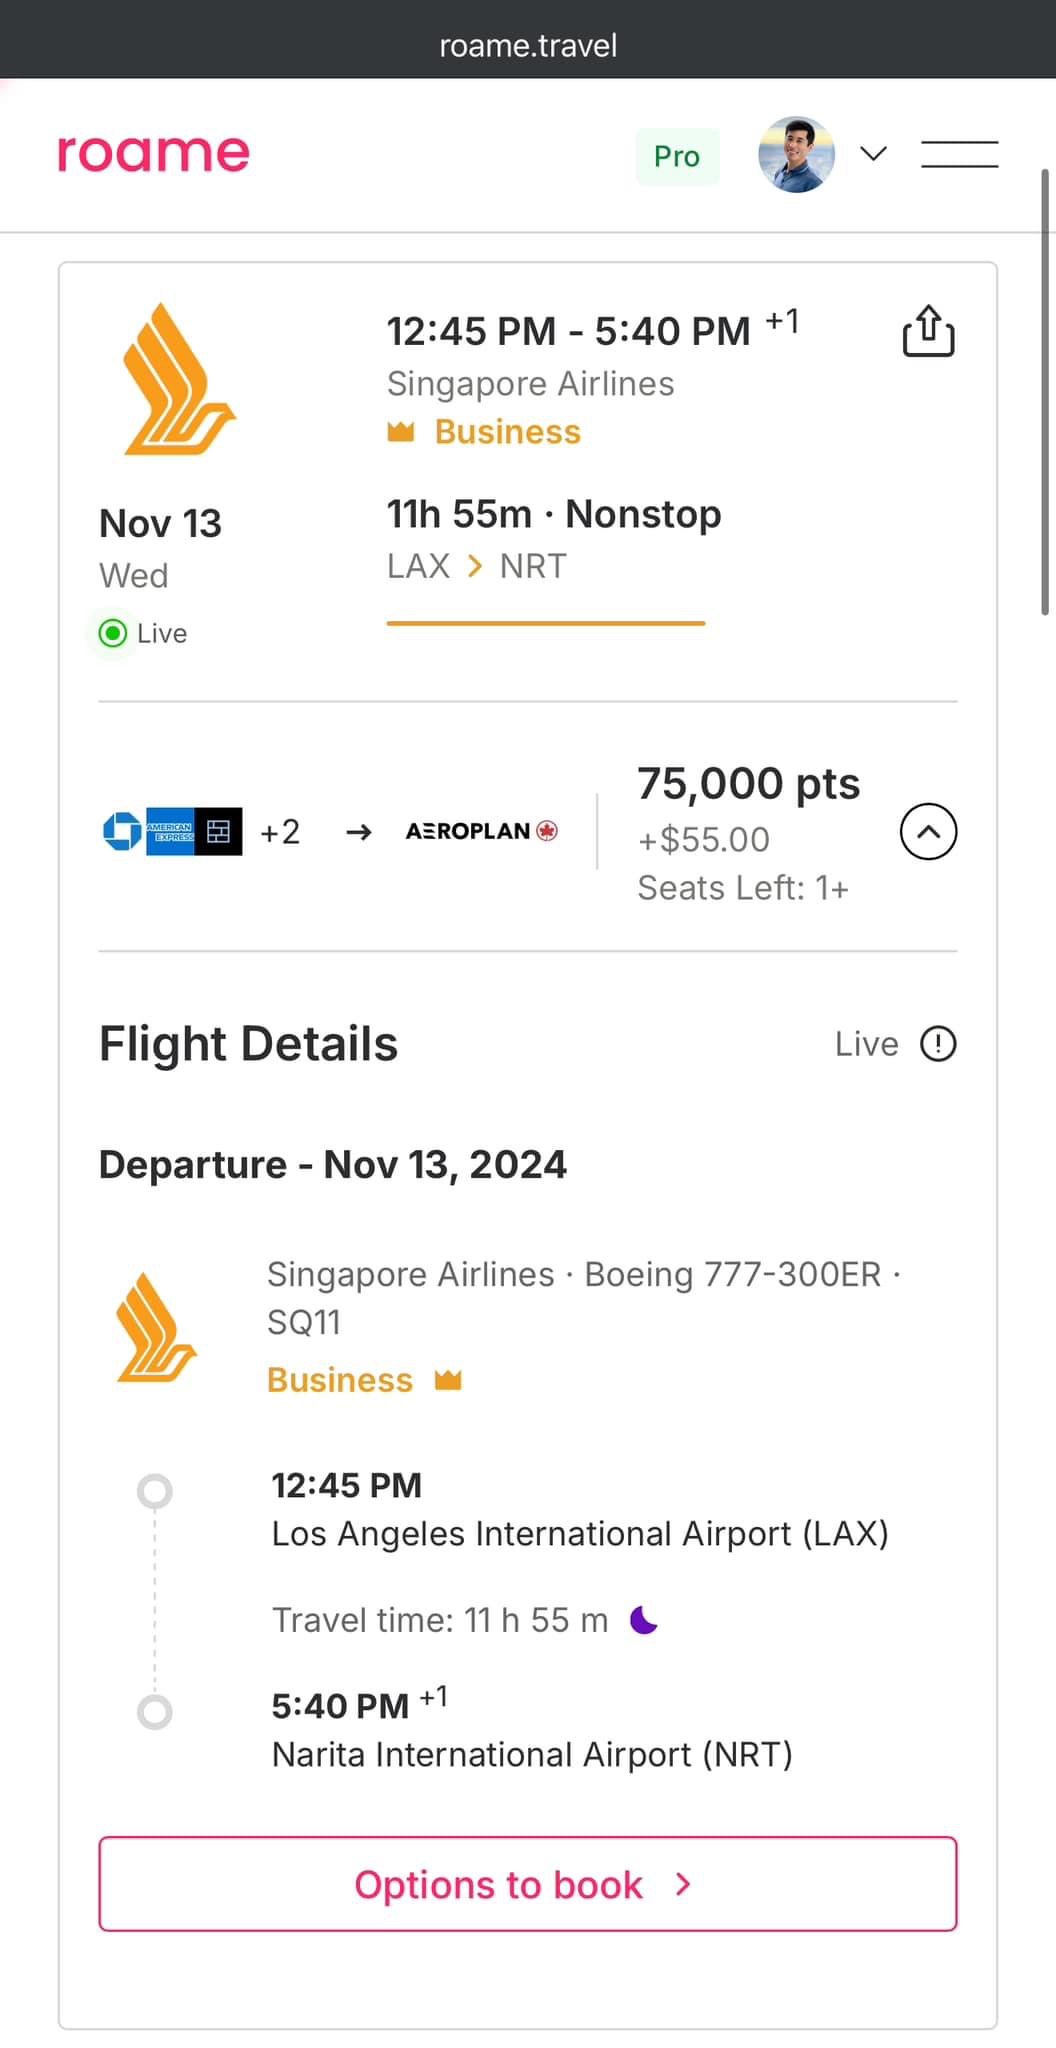 roame.travel
roame
Pro
12:45 PM - 5:40 PM +1
Singapore Airlines
Business
Nov 13
Wed
Live
11h 55m · Nonstop
LAX > NRT
AMERICAN
EXPRESS
+2 → AEROPLAN
75,000 pts
+$55.00
Seats Left: 1+
Flight Details
Live
Departure - Nov 13, 2024
Singapore Airlines · Boeing 777-300ER ·
SQ11
Business
12:45 PM
Los Angeles International Airport (LAX)
Travel time: 11 h 55 m
5:40 PM +1
Narita International Airport (NRT)
Options to book >